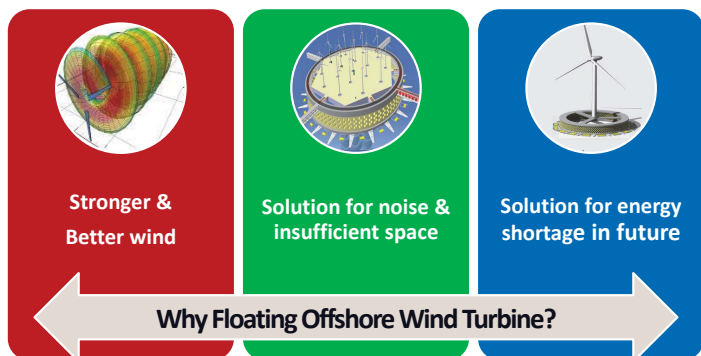 Stronger &
Better wind
Solution for noise &
insufficient space
Solution for energy
shortage in future
Why Floating Offshore Wind Turbine?